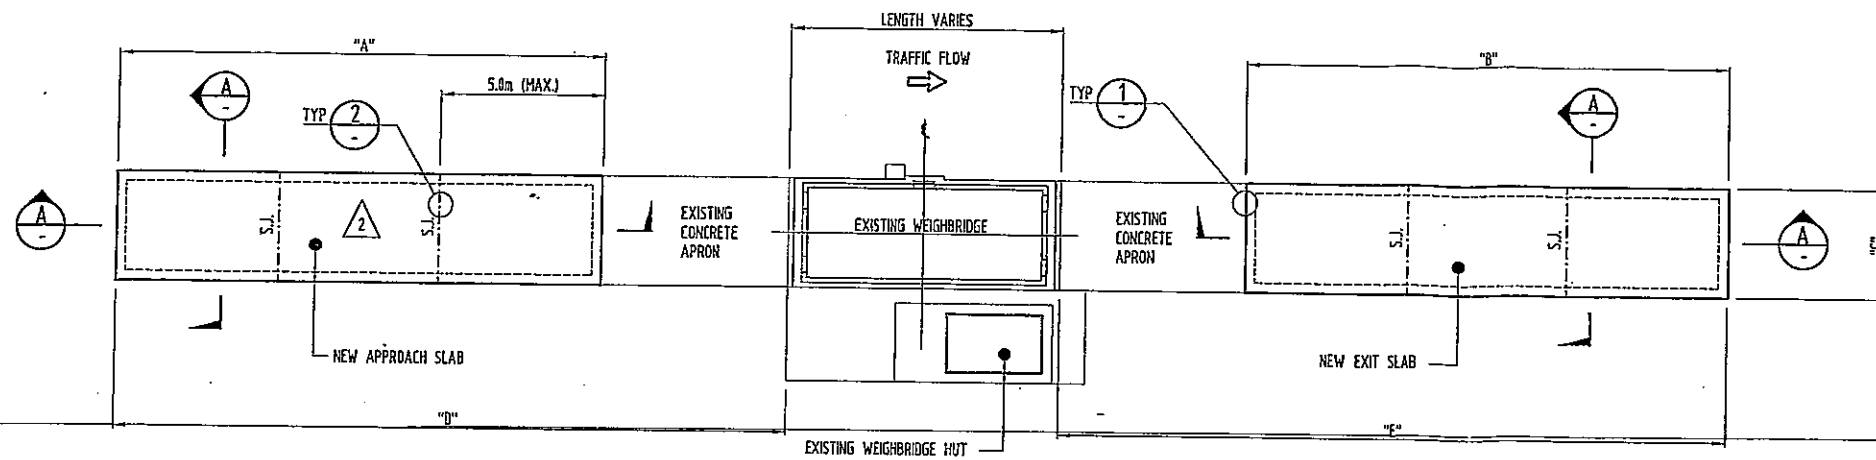 LENGTH VARIES
"A"
TRAFFIC FLOW
"B"
5.0m (MAX.)
A
-
TYP
2
-
TYP
1
-
A
-
A
-
S.J.
2
S.J.
EXISTING
CONCRETE
APRON
EXISTING WEIGHBRIDGE
EXISTING
CONCRETE
APRON
S.J.
S.J.
A
-
"C"
NEW APPROACH SLAB
NEW EXIT SLAB
"D"
"E"
EXISTING WEIGHBRIDGE HUT